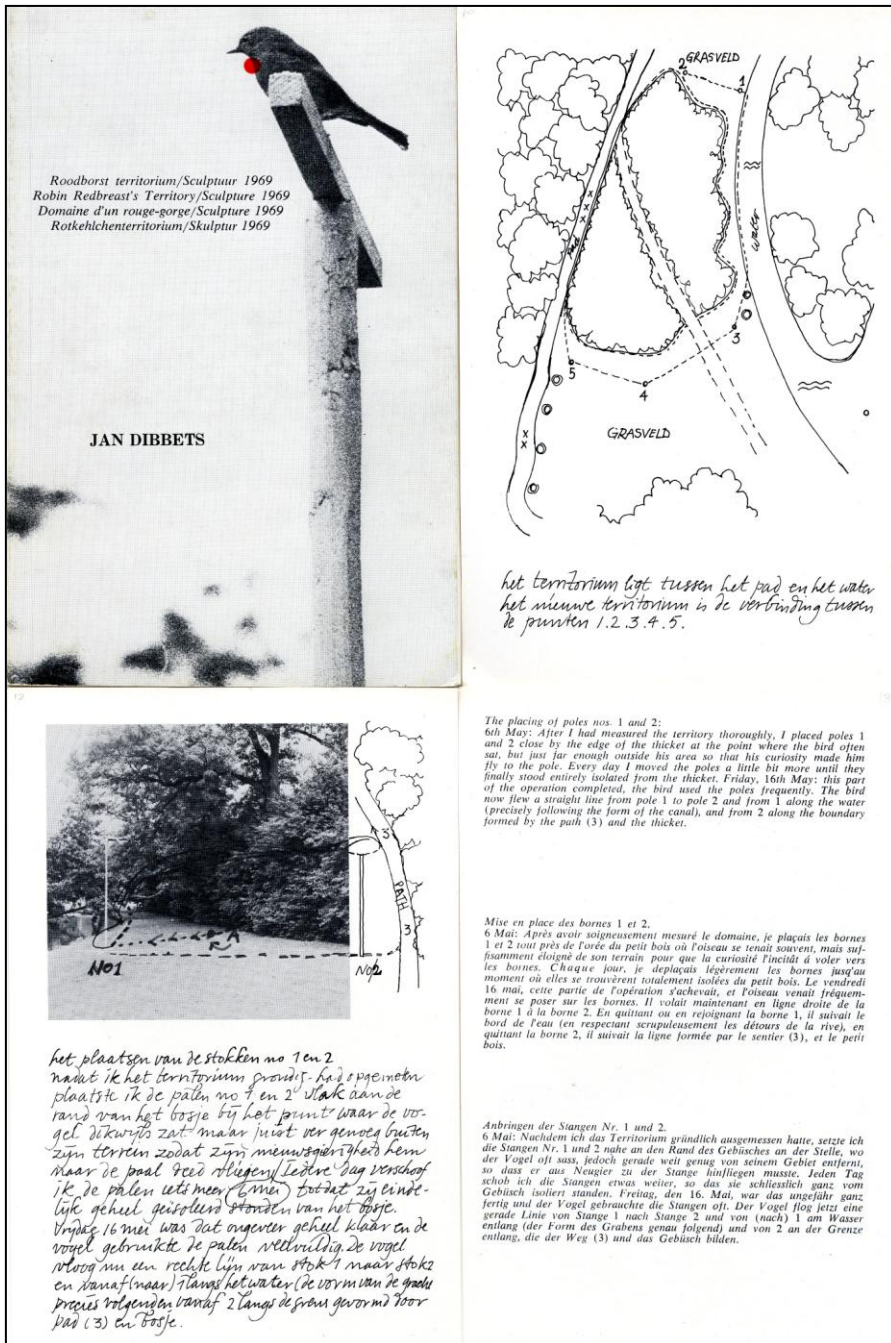 Roodborst territorium/Sculptuur 1969
Robin Redbreast's Territory/Sculpture 1969
Domaine d'un rouge-gorge/Sculpture 1969
Rotkehlchenterritorium/Skulptur 1969
JAN DIBBETS
GRASVELD
2
1
x
x
x
pad
water
3
5
4
x
x
GRASVELD
het territorium ligt tussen het pad en het water
het nieuwe territorium is de verbinding tussen
de punten 1.2.3.4.5.
12
3
PATH
3
A
NO1
NO2
het plaatsen van de stokken no 1 en 2
nadat ik het territorium grondig had opgemeten
plaatste ik de palen no 1 en 2 vlak aan de
rand van het bosje bij het punt waar de vo-
gel dikwijls zat maar juist ver genoeg buiten
zijn terrein zodat zijn nieuwsgierigheid hem
naar de paal deed vliegen/Iedere dag verschoof
ik de palen iets meer (6 mei) totdat zij einde-
lijk geheel geïsoleerd stonden van het bosje.
Vrijdag 16 mei was dat ongeveer geheel klaar en de
vogel gebruikte de palen veelvuldig. De vogel
vloog nu een rechte lijn van stok 1 naar stok2
en vanaf(naar) 1 langs het water (de vorm van de gracht
precies volgend en vanaf 2 langs de grens gevormd door
pad (3) en bosje.
The placing of poles nos. 1 and 2:
6th May: After I had measured the territory thoroughly, I placed poles 1
and 2 close by the edge of the thicket at the point where the bird often
sat, but just far enough outside his area so that his curiosity made him
fly to the pole. Every day I moved the poles a little bit more until they
finally stood entirely isolated from the thicket. Friday, 16th May: this part
of the operation completed, the bird used the poles frequently. The bird
now flew a straight line from pole 1 to pole 2 and from 1 along the water
(precisely following the form of the canal), and from 2 along the boundary
formed by the path (3) and the thicket.
Mise en place des bornes 1 et 2.
6 Mai: Après avoir soigneusement mesuré le domaine, je plaçais les bornes
1 et 2 tout près de l'orée du petit bois où l'oiseau se tenait souvent, mais suf-
fisamment éloigné de son terrain pour que la curiosité l'incitât á voler vers
les bornes. Chaque jour, je deplaçais légèrement les bornes jusqu'au
moment où elles se trouvèrent totalement isolées du petit bois. Le vendredi
16 mai, cette partie de l'opération s'achevait, et l'oiseau venait fréquem-
ment se poser sur les bornes. Il volait maintenant en ligne droite de la
borne 1 à la borne 2. En quittant ou en rejoignant la borne 1, il suivait le
bord de l'eau (en respectant scrupuleusement les détours de la rive), en
quittant la borne 2, il suivait la ligne formée par le sentier (3), et le petit
bois.
Anbringen der Stangen Nr. 1 und 2.
6 Mai: Nachdem ich das Territorium gründlich ausgemessen hatte, setzte ich
die Stangen Nr. 1 und 2 nahe an den Rand des Gebüsches an der Stelle, wo
der Vogel oft sass, jedoch gerade weit genug von seinem Gebiet entfernt,
so dass er aus Neugier zu der Stange hinfliegen musste. Jeden Tag
schob ich die Stangen etwas weiter, so das sie schliesslich ganz vom
Gebüsch isoliert standen. Freitag, den 16. Mai, war das ungefähr ganz
fertig und der Vogel gebrauchte die Stangen oft. Der Vogel flog jetzt eine
gerade Linie von Stange 1 nach Stange 2 und von (nach) 1 am Wasser
entlang (der Form des Grabens genau folgend) und von 2 an der Grenze
entlang, die der Weg (3) und das Gebüsch bilden.